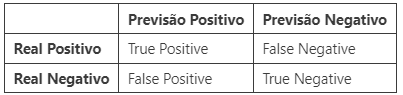 Previsão Positivo Previsão Negativo
Real Positivo True Positive False Negative
Real Negativo False Positive True Negative